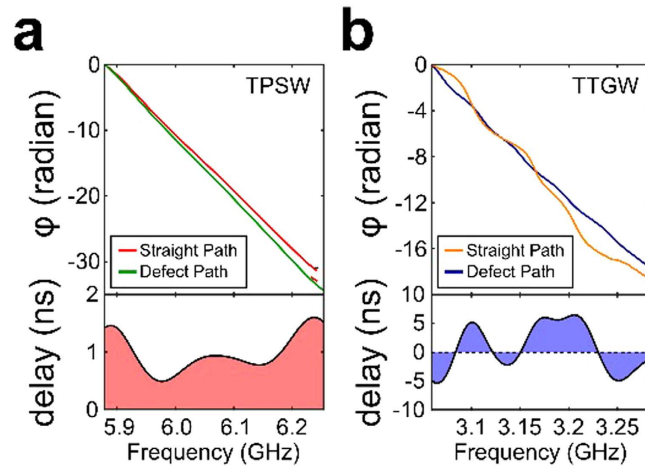 a
b
0
-10
-20
-30
φ (radian)
TPSW
Straight Path
Defect Path
2
1
0
delay (ns)
5.9
6.0
6.1
6.2
Frequency (GHz)
0
-4
-8
-12
-16
φ (radian)
TTGW
Straight Path
Defect Path
10
5
0
-5
-10
delay (ns)
3.1
3.15
3.2
3.25
Frequency (GHz)